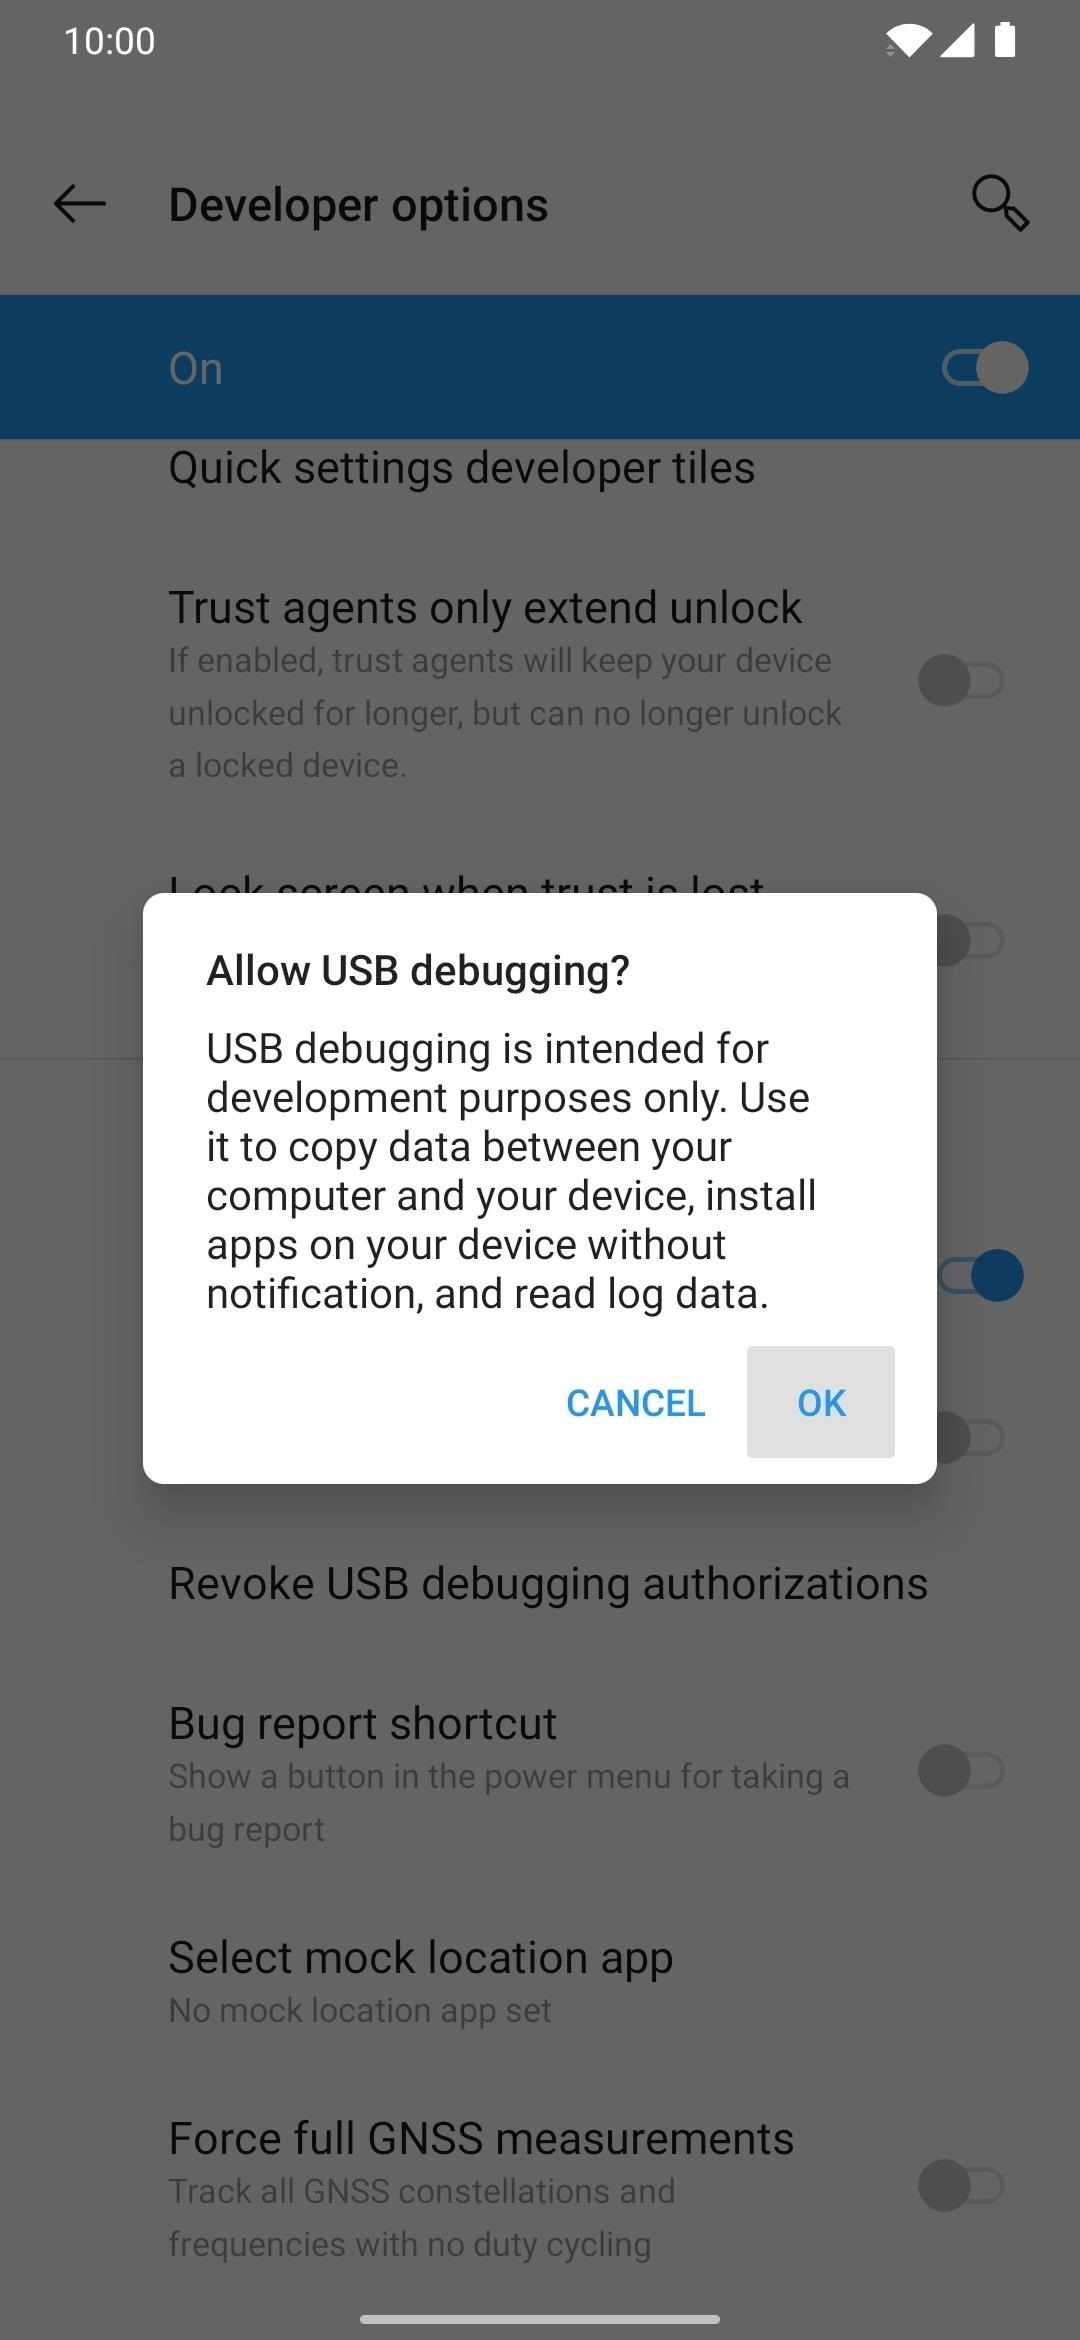 10:00
Developer options
On
Quick settings developer tiles
Trust agents only extend unlock
If enabled, trust agents will keep your device
unlocked for longer, but can no longer unlock
a locked device.
Lock screen when trust is lost
Allow USB debugging?
USB debugging is intended for
development purposes only. Use
it to copy data between your
computer and your device, install
apps on your device without
notification, and read log data.
CANCEL
OK
Revoke USB debugging authorizations
Bug report shortcut
Show a button in the power menu for taking a
bug report
Select mock location app
No mock location app set
Force full GNSS measurements
Track all GNSS constellations and
frequencies with no duty cycling